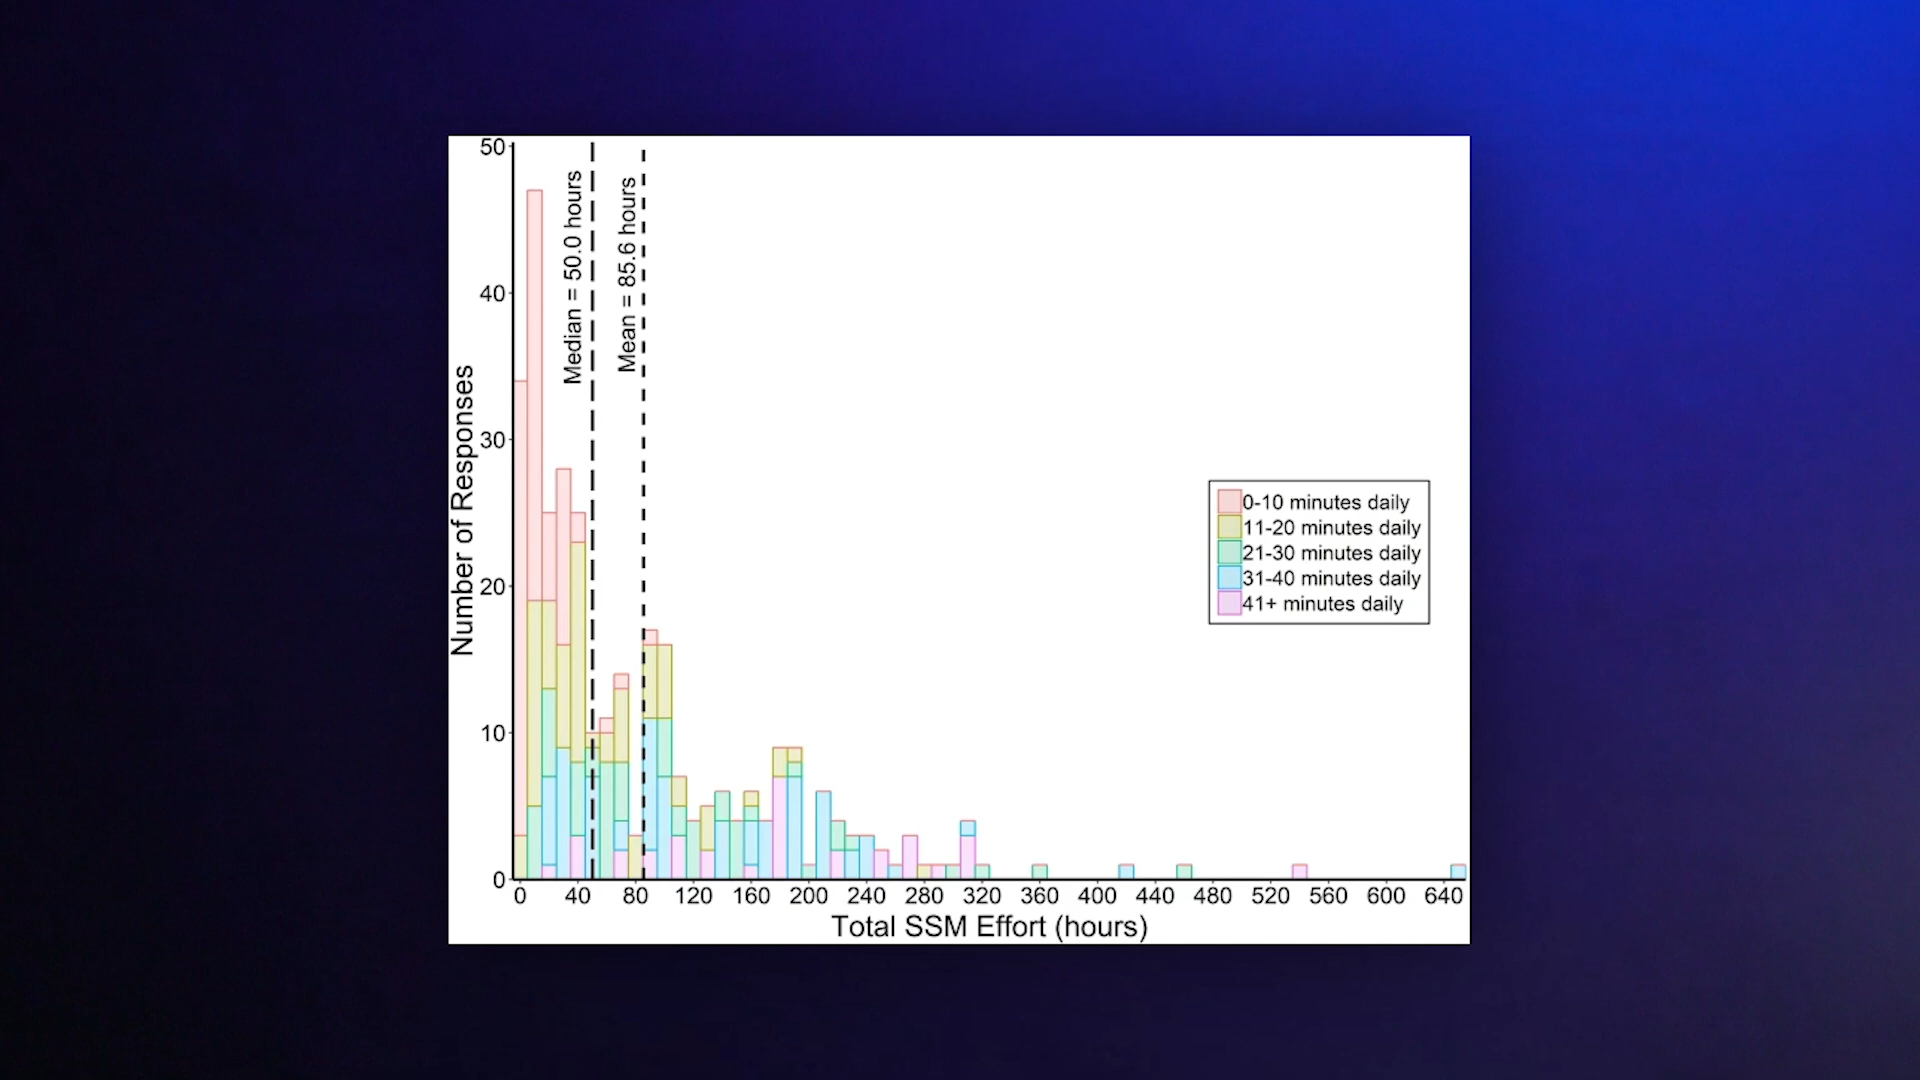 50
40
30
20
10
0
Number of Responses
Median = 50.0 hours
Mean = 85.6 hours
0-10 minutes daily
11-20 minutes daily
21-30 minutes daily
31-40 minutes daily
41+ minutes daily
0 40 80 120 160 200 240 280 320 360 400 440 480 520 560 600 640
Total SSM Effort (hours)